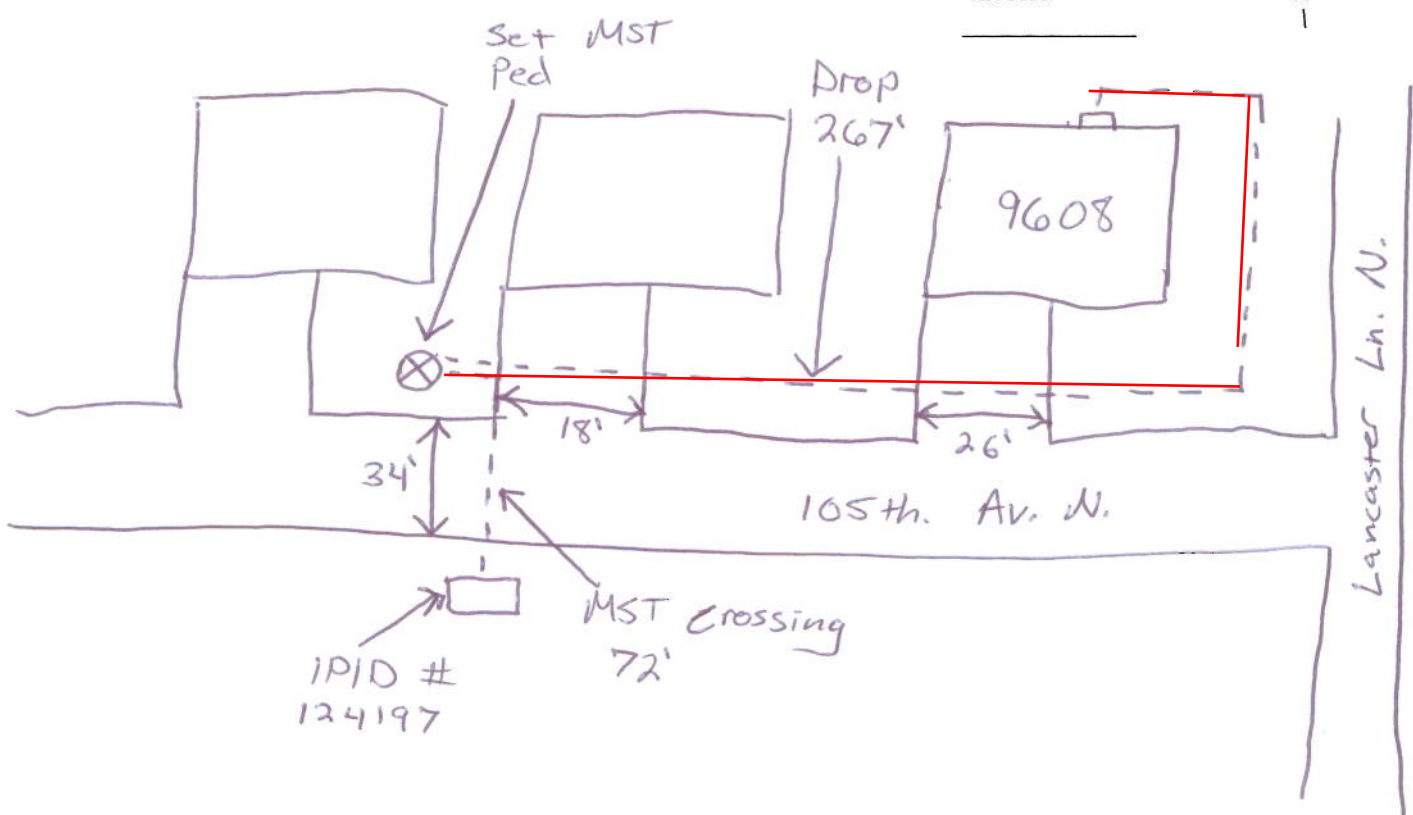 Set MST
Ped
Drop
267'
9608
18'
26'
34'
105th. Av. N.
Lancaster Ln. N.
MST Crossing
72'
IPID #
124197